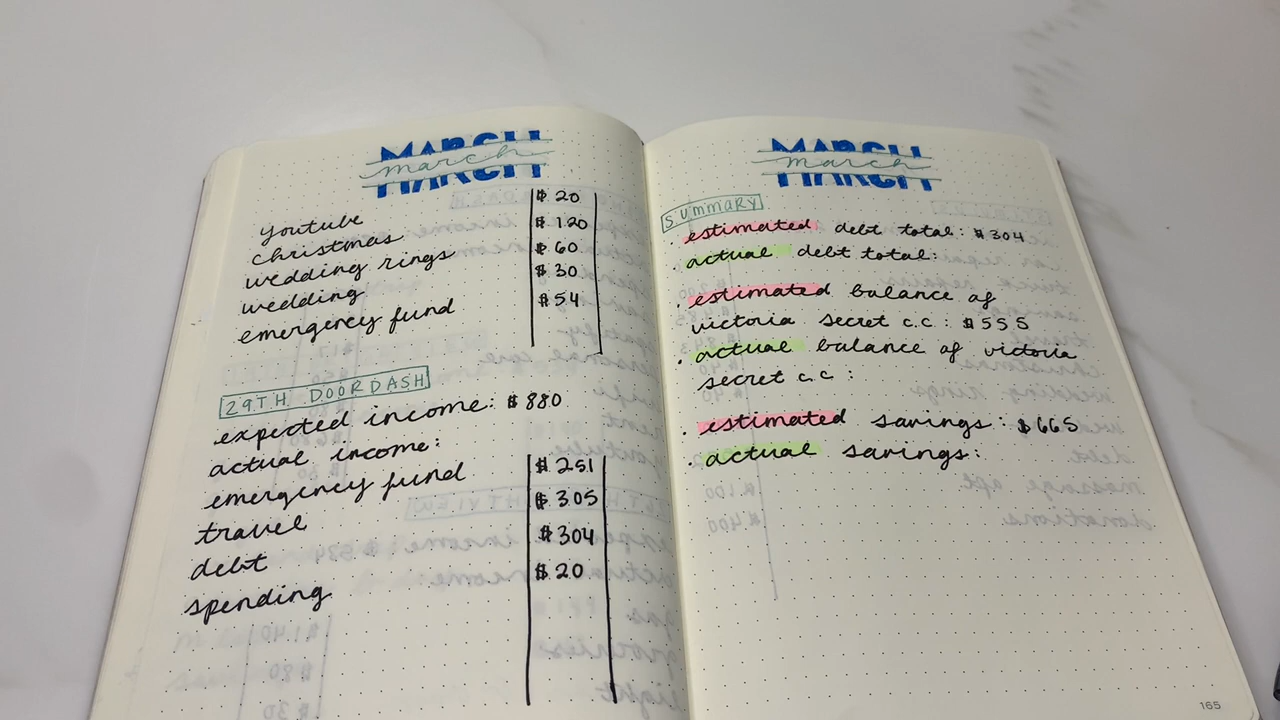 MARCH
march
youtube $ 20
christmas $ 120
wedding rings $ 60
wedding $ 30
emergency fund $ 54
29TH DOORDASH
expected income: $ 880
actual income:
emergency fund $ 251
travel $ 305
debt $ 304
spending $ 20
MARCH
march
SUMMARY
· estimated debt total: $304
· actual debt total:
· estimated balance of
victoria secret c.c.: $555
· actual balance of victoria
secret c.c:
· estimated savings: $665
· actual savings:
165